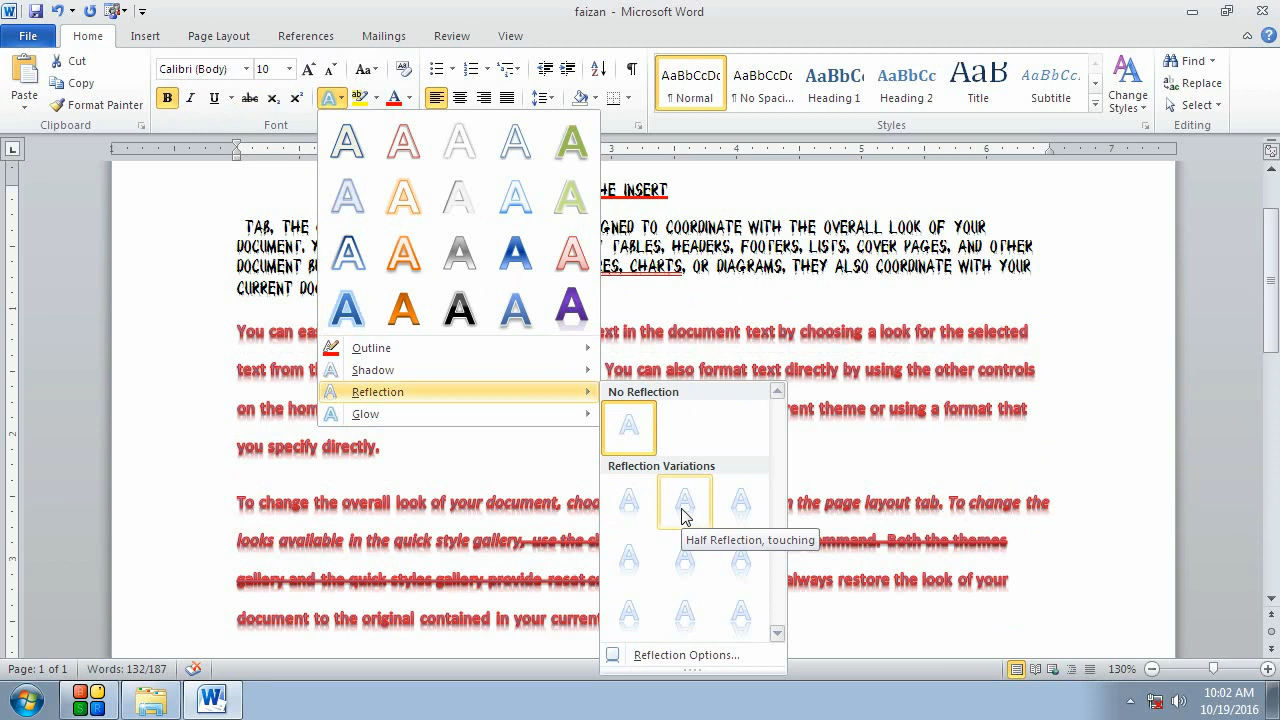 faizan - Microsoft Word
File Home Insert Page Layout References Mailings Review View
Paste
Cut
Copy
Format Painter
Clipboard
Calibri (Body) 10
Font
AaBbCcDc AaBbCcDc AaBbCc AaBbCc AaB AaBbCcDc
¶ Normal ¶ No Spaci... Heading 1 Heading 2 Title Subtitle
Change Styles
Styles
Find
Replace
Select
Editing
1 3 4 5 6 7
HE INSERT
TAB, THE
GNED TO COORDINATE WITH THE OVERALL LOOK OF YOUR
DOCUMENT.
TABLES, HEADERS, FOOTERS, LISTS, COVER PAGES, AND OTHER
DOCUMENT
RES, CHARTS, OR DIAGRAMS, THEY ALSO COORDINATE WITH YOUR
CURRENT
You can
xt in the document text by choosing a look for the selected
text from
You can also format text directly by using the other controls
on the
rent theme or using a format that
you specify directly.
To change the overall look of your document,
n the page layout tab. To change the
looks available in the quick style gallery, use the
mmand. Both the themes
gallery and the quick styles gallery provide reset
always restore the look of your
document to the original contained in your current
Outline
Shadow
Reflection
Glow
No Reflection
Reflection Variations
Half Reflection, touching
Reflection Options...
Page: 1 of 1 Words: 132/187 130%
10:02 AM
10/19/2016